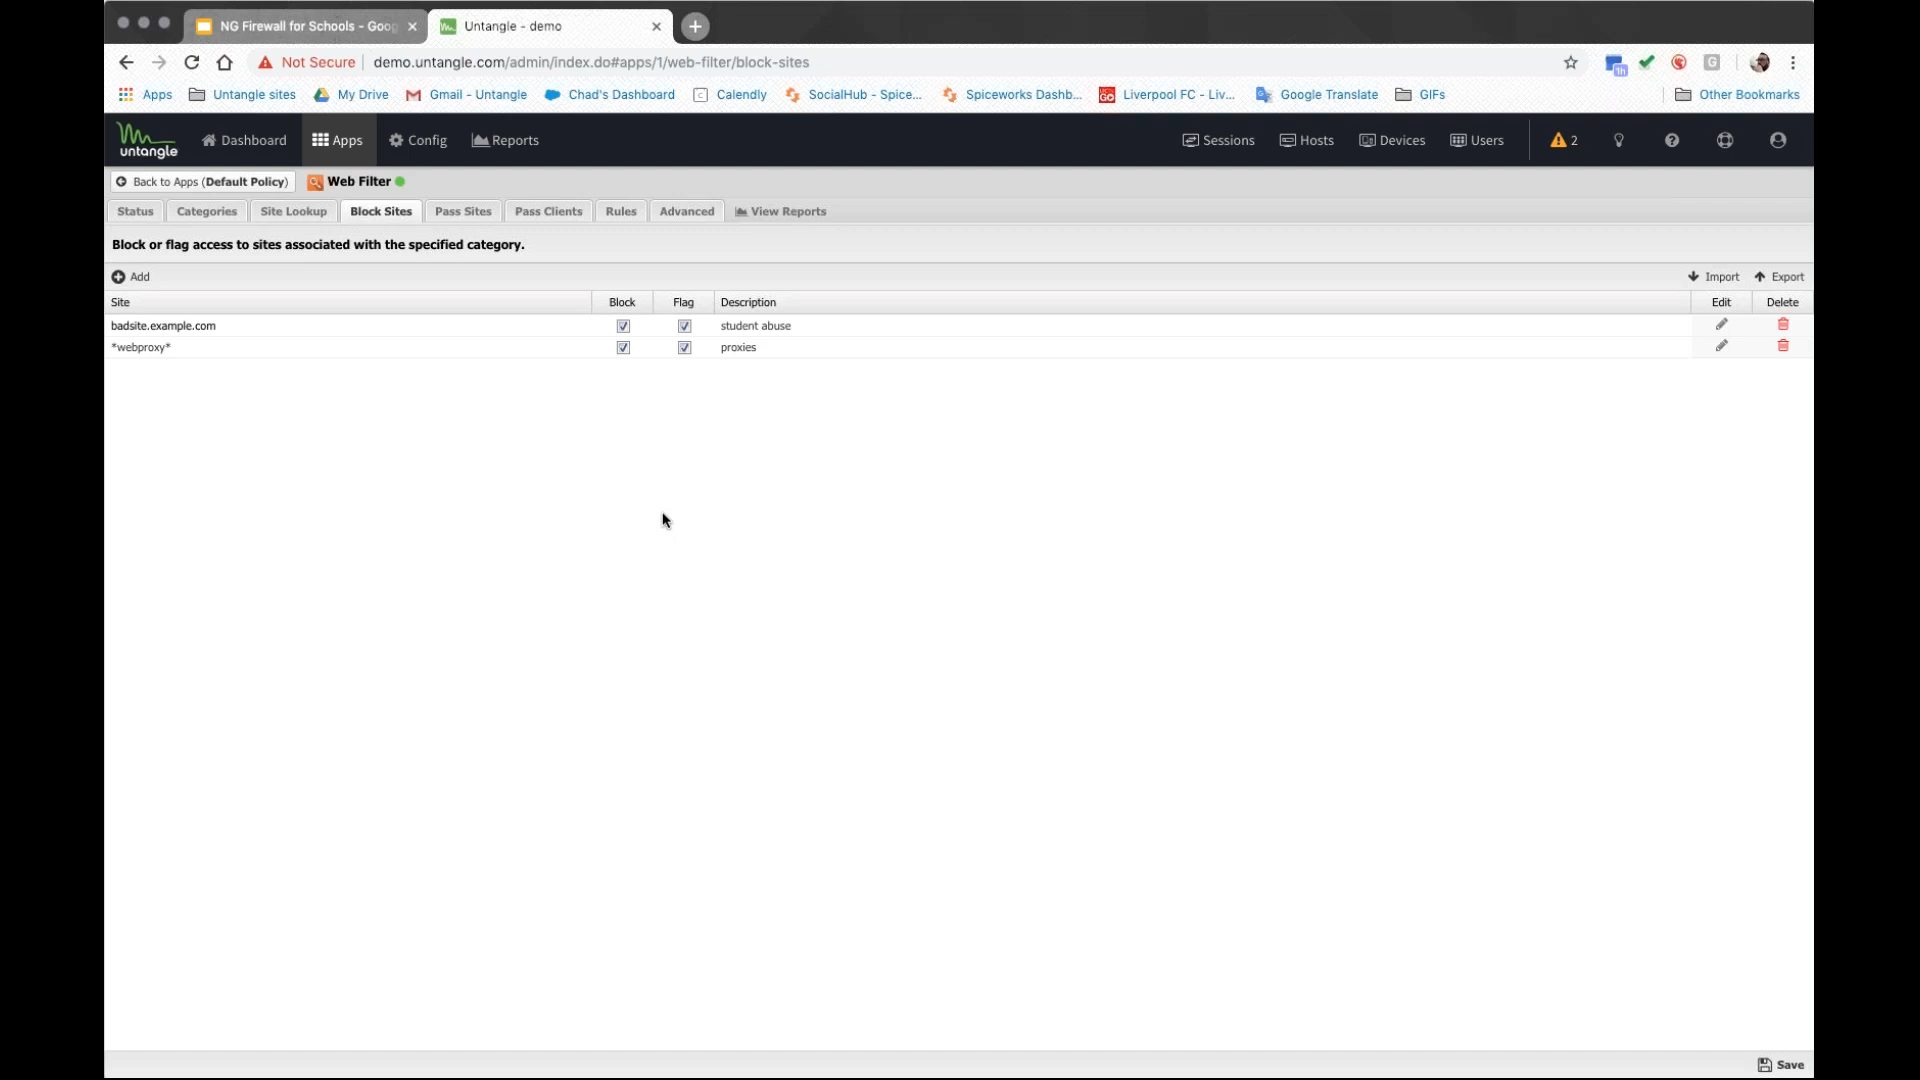 NG Firewall for Schools - Goog
Untangle - demo
Not Secure demo.untangle.com/admin/index.do#apps/1/web-filter/block-sites
1h
G
Apps Untangle sites My Drive Gmail - Untangle Chad's Dashboard Calendly SocialHub - Spice... Spiceworks Dashb... Liverpool FC - Liv... Google Translate GIFs Other Bookmarks
untangle Dashboard Apps Config Reports Sessions Hosts Devices Users 2
Back to Apps (Default Policy) Web Filter
Status Categories Site Lookup Block Sites Pass Sites Pass Clients Rules Advanced View Reports
Block or flag access to sites associated with the specified category.
Add Import Export
Site Block Flag Description Edit Delete
badsite.example.com student abuse
*webproxy* proxies
Save